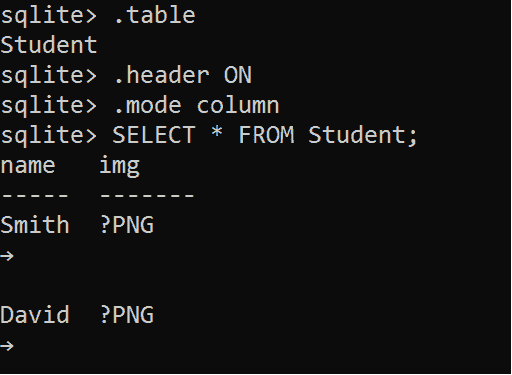 sqlite> .table
Student
sqlite> .header ON
sqlite> .mode column
sqlite> SELECT * FROM Student;
name   img
-----  -------
Smith  ?PNG
→
David  ?PNG
→